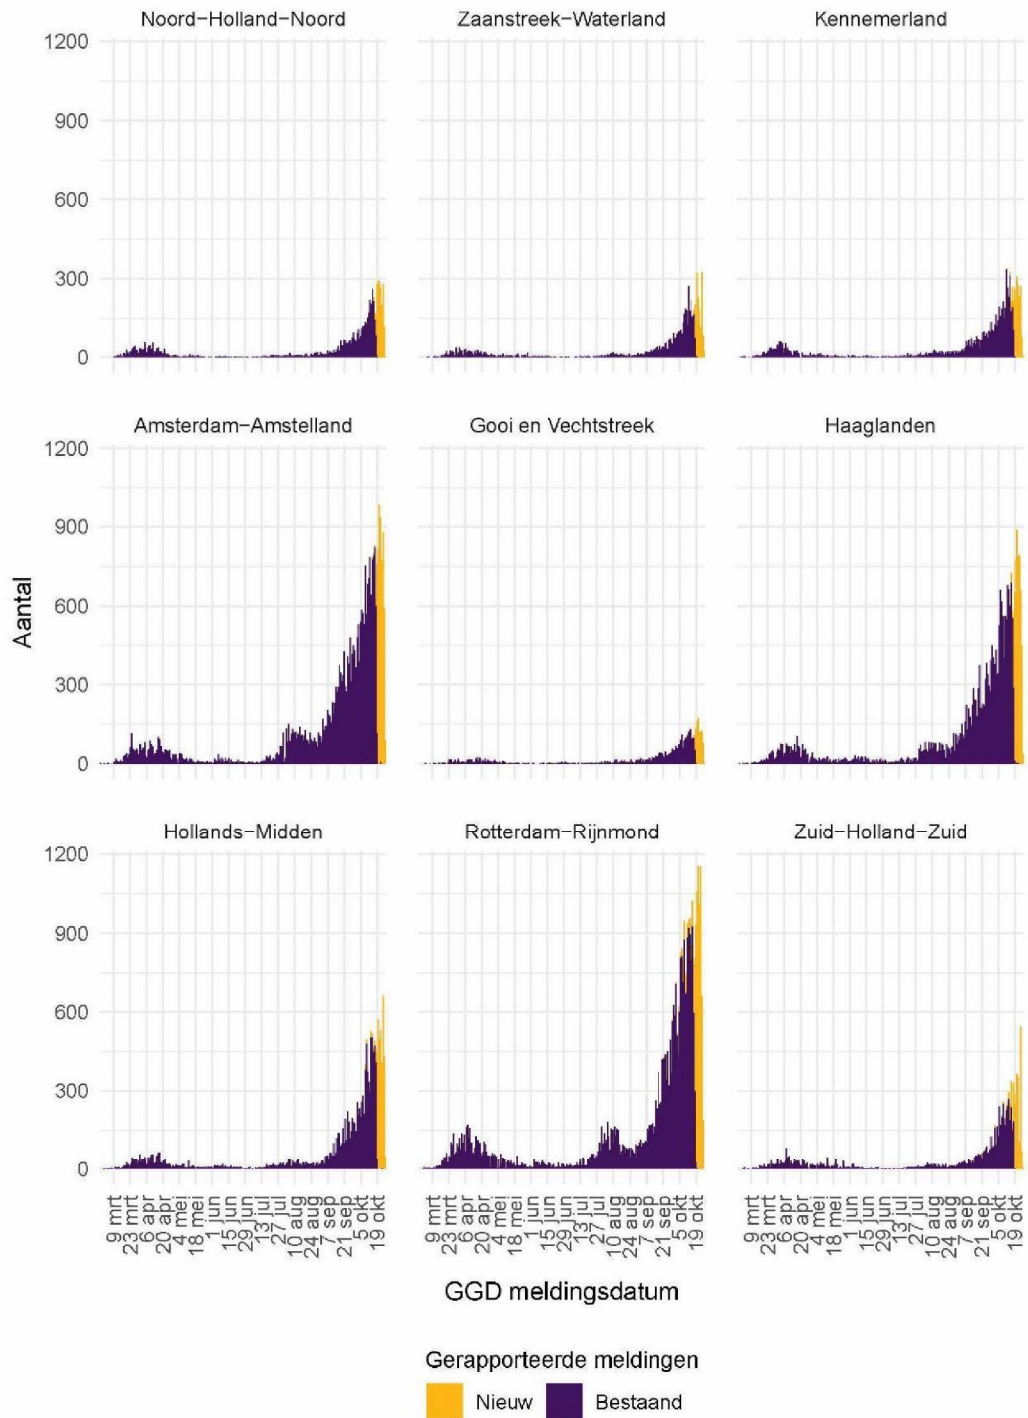 Noord−Holland−Noord
Zaanstreek−Waterland
Kennemerland
1200
900
600
300
0
Amsterdam−Amstelland
Gooi en Vechtstreek
Haaglanden
1200
900
600
300
0
Aantal
Hollands−Midden
Rotterdam−Rijnmond
Zuid−Holland−Zuid
1200
900
600
300
0
9 mrt
23 mrt
6 apr
20 apr
4 mei
18 mei
1 jun
15 jun
29 jun
13 jul
27 jul
10 aug
24 aug
7 sep
21 sep
5 okt
19 okt
9 mrt
23 mrt
6 apr
20 apr
4 mei
18 mei
1 jun
15 jun
29 jun
13 jul
27 jul
10 aug
24 aug
7 sep
21 sep
5 okt
19 okt
9 mrt
23 mrt
6 apr
20 apr
4 mei
18 mei
1 jun
15 jun
29 jun
13 jul
27 jul
10 aug
24 aug
7 sep
21 sep
5 okt
19 okt
GGD meldingsdatum
Gerapporteerde meldingen
Nieuw
Bestaand